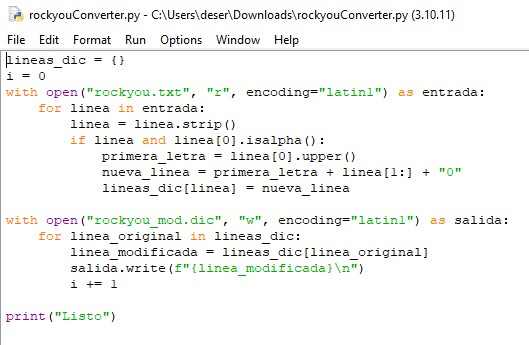 rockyouConverter.py - C:\Users\deser\Downloads\rockyouConverter.py (3.10.11)
File Edit Format Run Options Window Help
lineas_dic = {}
i = 0
with open("rockyou.txt", "r", encoding="latin1") as entrada:
    for linea in entrada:
        linea = linea.strip()
        if linea and linea[0].isalpha():
            primera_letra = linea[0].upper()
            nueva_linea = primera_letra + linea[1:] + "0"
            lineas_dic[linea] = nueva_linea

with open("rockyou_mod.dic", "w", encoding="latin1") as salida:
    for linea_original in lineas_dic:
        linea_modificada = lineas_dic[linea_original]
        salida.write(f"{linea_modificada}\n")
        i += 1

print("Listo")